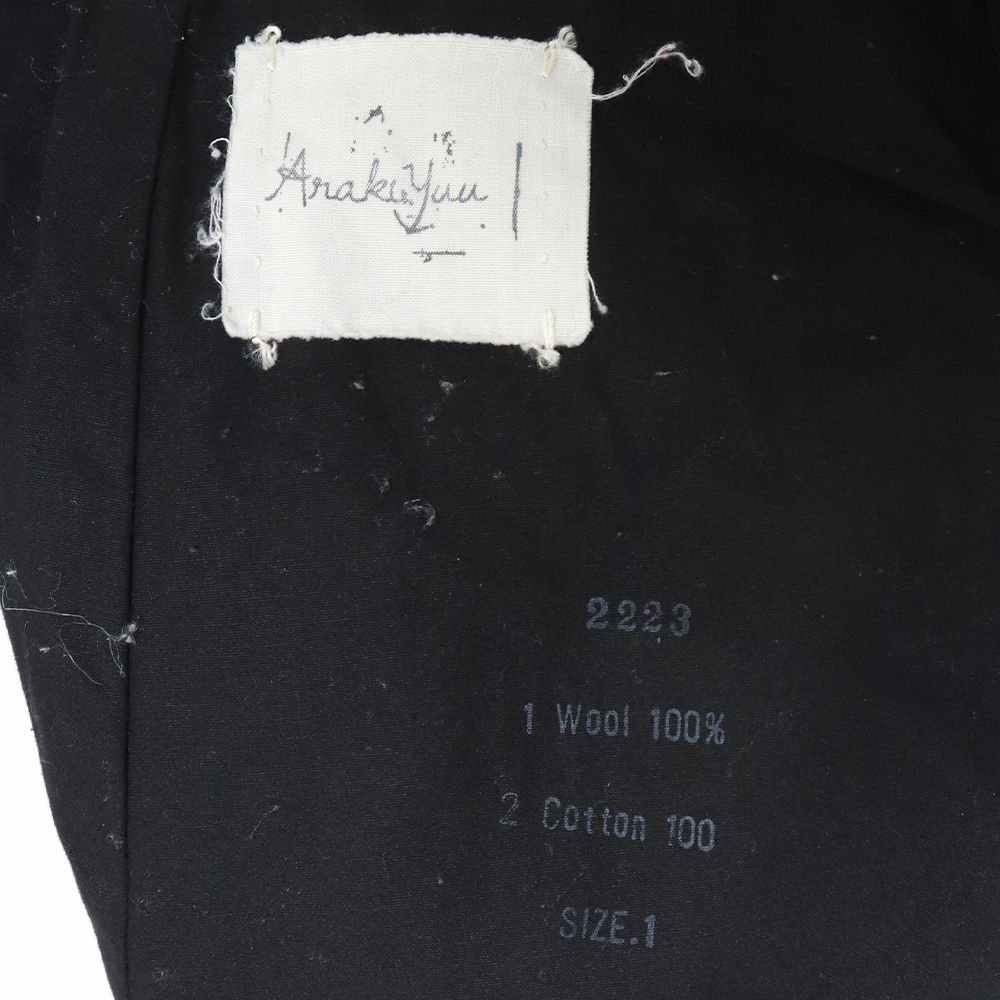 Araki Yuu
2223
1 Wool 100%
2 Cotton 100
SIZE.1